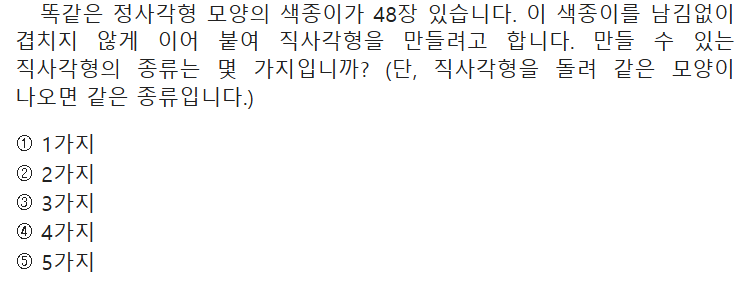 똑같은 정사각형 모양의 색종이가 48장 있습니다. 이 색종이를 남김없이
겹치지 않게 이어 붙여 직사각형을 만들려고 합니다. 만들 수 있는
직사각형의 종류는 몇 가지입니까? (단, 직사각형을 돌려 같은 모양이
나오면 같은 종류입니다.)
① 1가지
② 2가지
③ 3가지
④ 4가지
⑤ 5가지